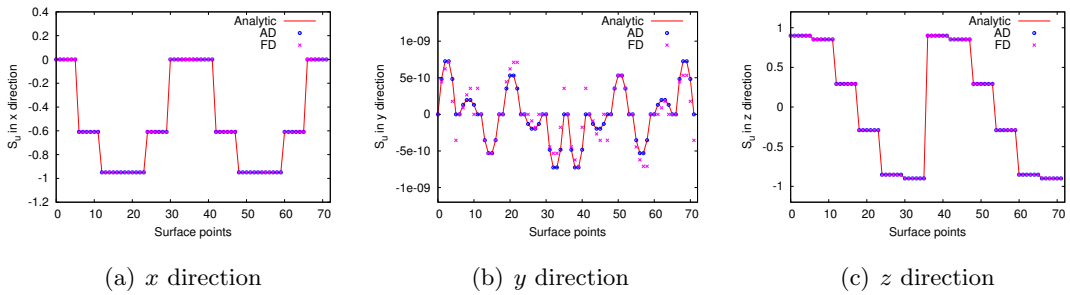 Analytic
AD
FD
0.4
0.2
0
-0.2
-0.4
-0.6
-0.8
-1
-1.2
0 10 20 30 40 50 60 70
S_u in x direction
Surface points
(a) x direction
Analytic
AD
FD
1e-09
5e-10
0
-5e-10
-1e-09
0 10 20 30 40 50 60 70
S_u in y direction
Surface points
(b) y direction
Analytic
AD
FD
1
0.5
0
-0.5
-1
0 10 20 30 40 50 60 70
S_u in z direction
Surface points
(c) z direction